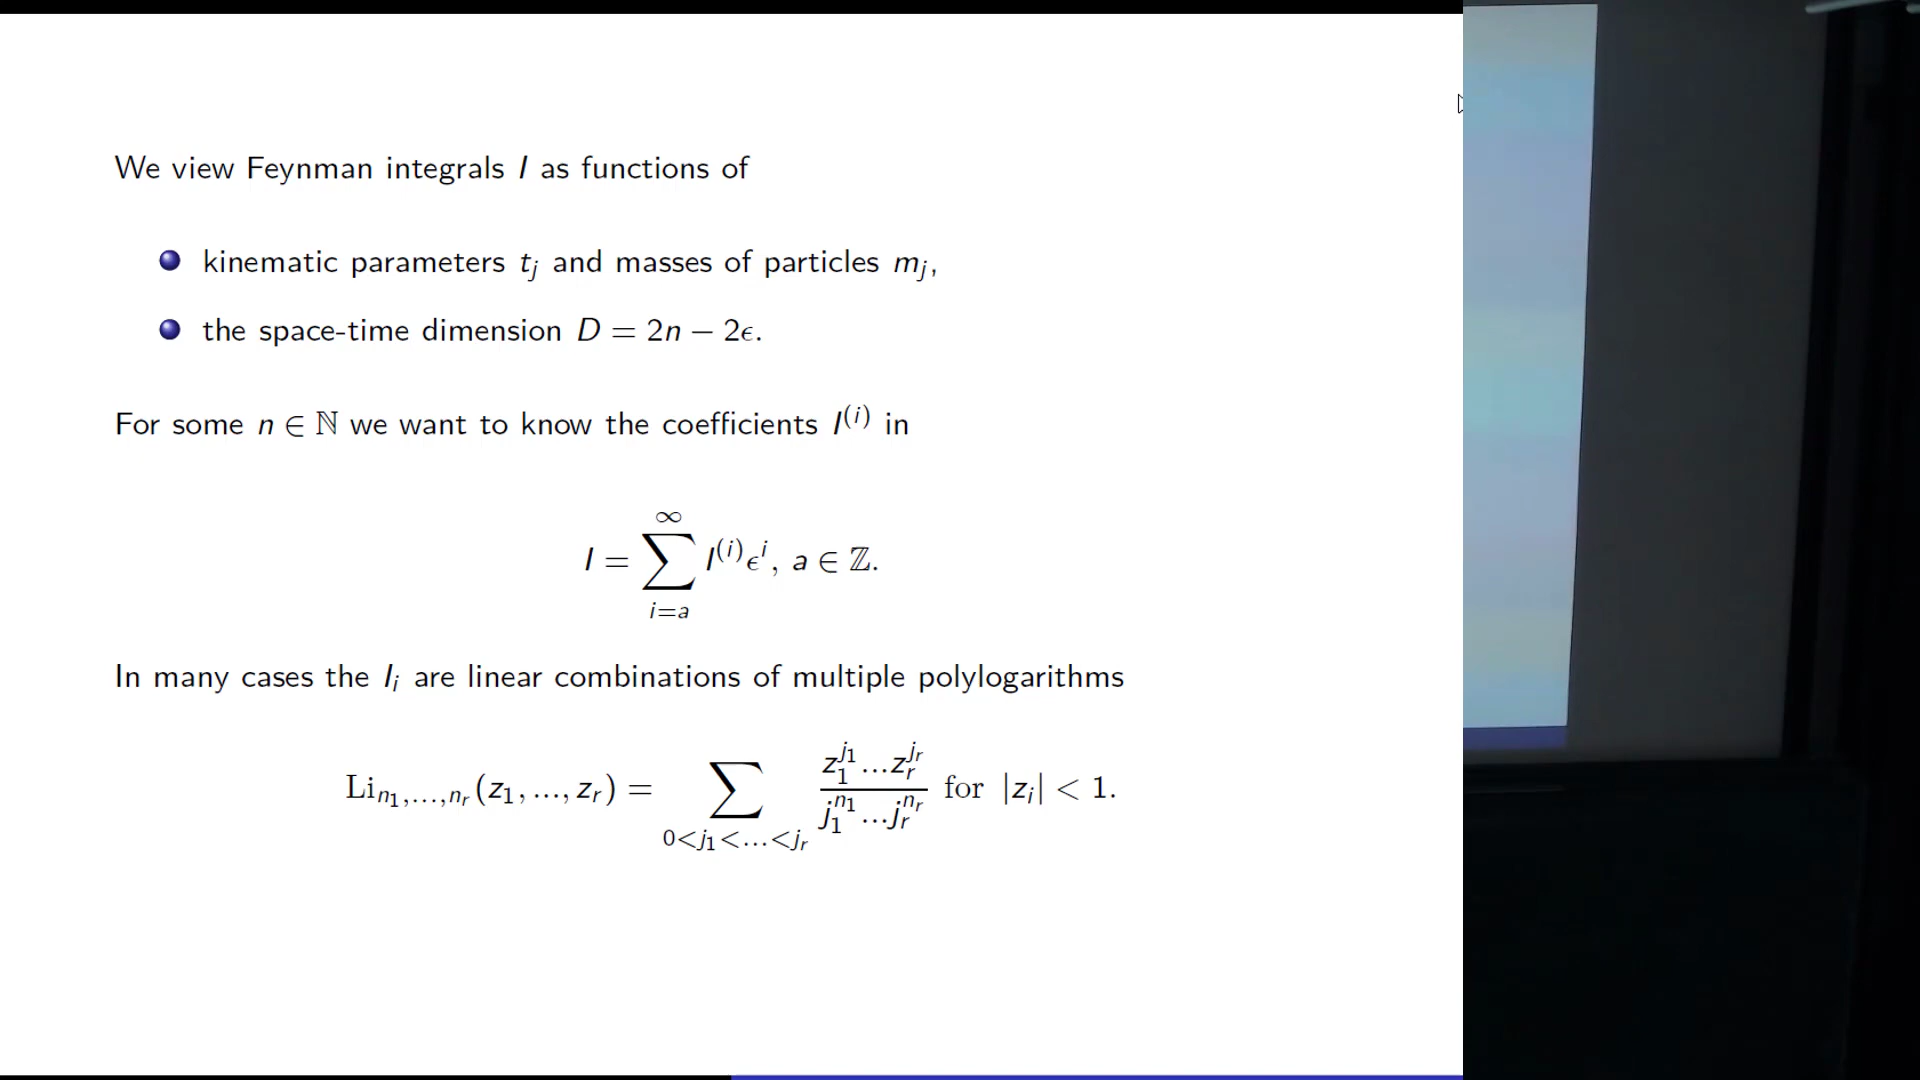 We view Feynman integrals I as functions of
kinematic parameters t_j and masses of particles m_j,
the space-time dimension D = 2n − 2ϵ.
For some n ∈ ℕ we want to know the coefficients I^{(i)} in
I = \sum_{i=a}^{∞} I^{(i)} ϵ^i, a ∈ ℤ.
In many cases the I_i are linear combinations of multiple polylogarithms
Li_{n_1,...,n_r}(z_1, ..., z_r) = \sum_{0<j_1<...<j_r} \frac{z_1^{j_1}...z_r^{j_r}}{j_1^{n_1}...j_r^{n_r}} for |z_i| < 1.